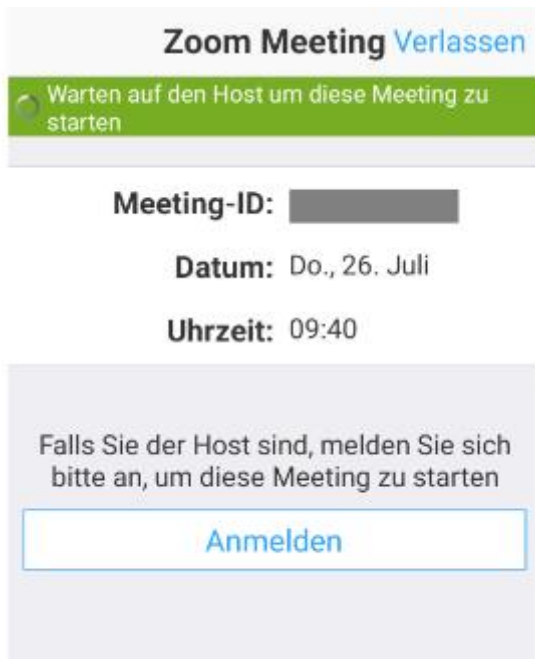 Zoom Meeting Verlassen
Warten auf den Host um diese Meeting zu
starten
Meeting-ID:
Datum: Do., 26. Juli
Uhrzeit: 09:40
Falls Sie der Host sind, melden Sie sich
bitte an, um diese Meeting zu starten
Anmelden